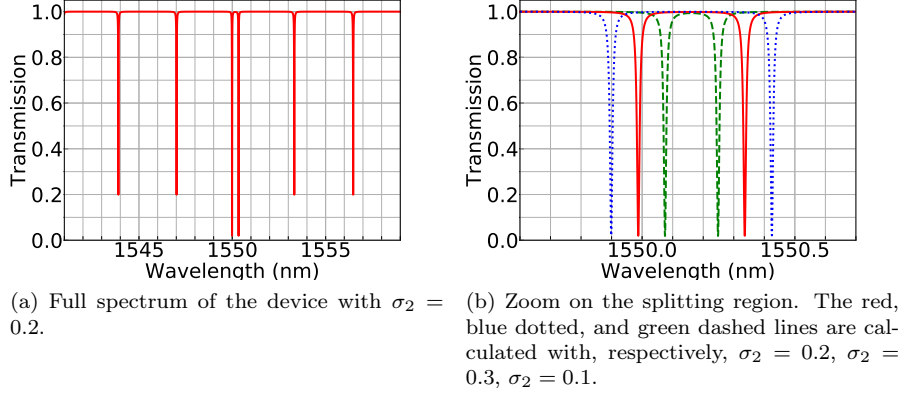 1.0
0.8
0.6
0.4
0.2
0.0
Transmission
1545
1550
1555
Wavelength (nm)
(a) Full spectrum of the device with σ₂ =
0.2.
1.0
0.8
0.6
0.4
0.2
0.0
Transmission
1550.0
1550.5
Wavelength (nm)
(b) Zoom on the splitting region. The red,
blue dotted, and green dashed lines are cal-
culated with, respectively, σ₂ = 0.2, σ₂ =
0.3, σ₂ = 0.1.